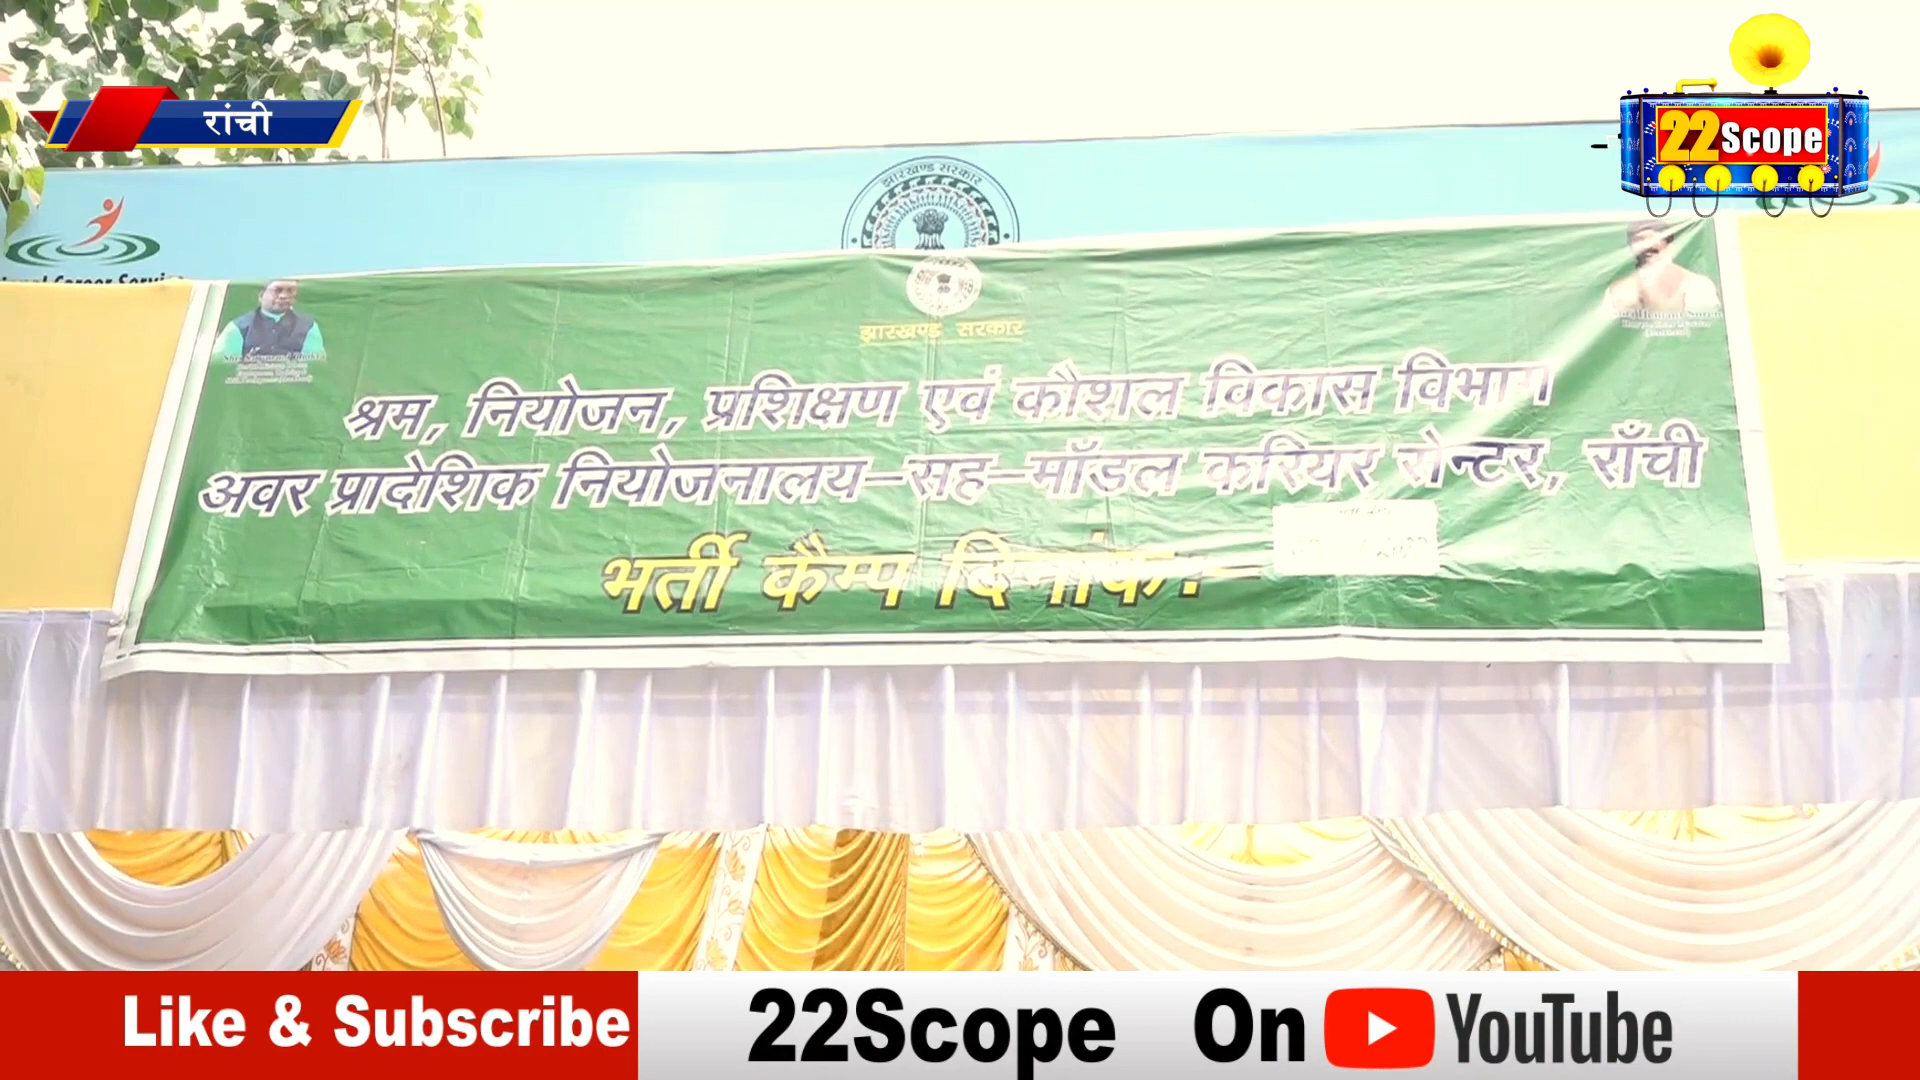 रांची
22Scope
झारखण्ड सरकार
झारखण्ड सरकार
श्रम, नियोजन, प्रशिक्षण एवं कौशल विकास विभाग
अवर प्रादेशिक नियोजनालय–सह–मॉडल करियर सेन्टर, राँची
भर्ती कैम्प दिनांक:–
Like & Subscribe
22Scope On YouTube